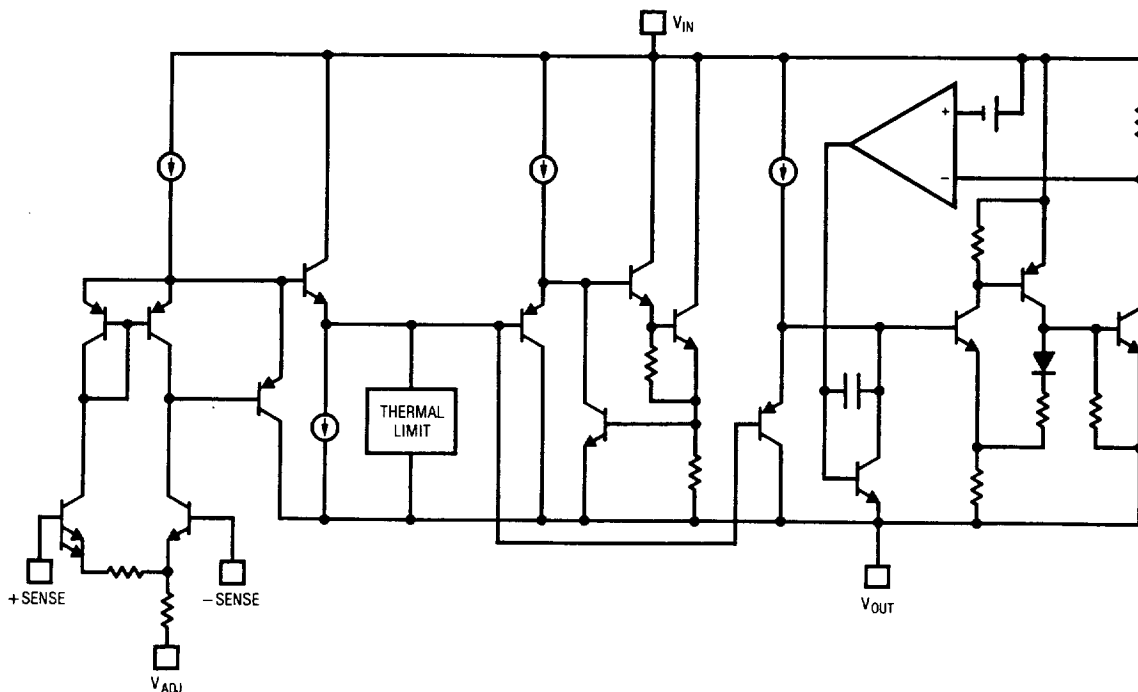 V_IN
+
−
THERMAL
LIMIT
+SENSE
−SENSE
V_ADJ
V_OUT